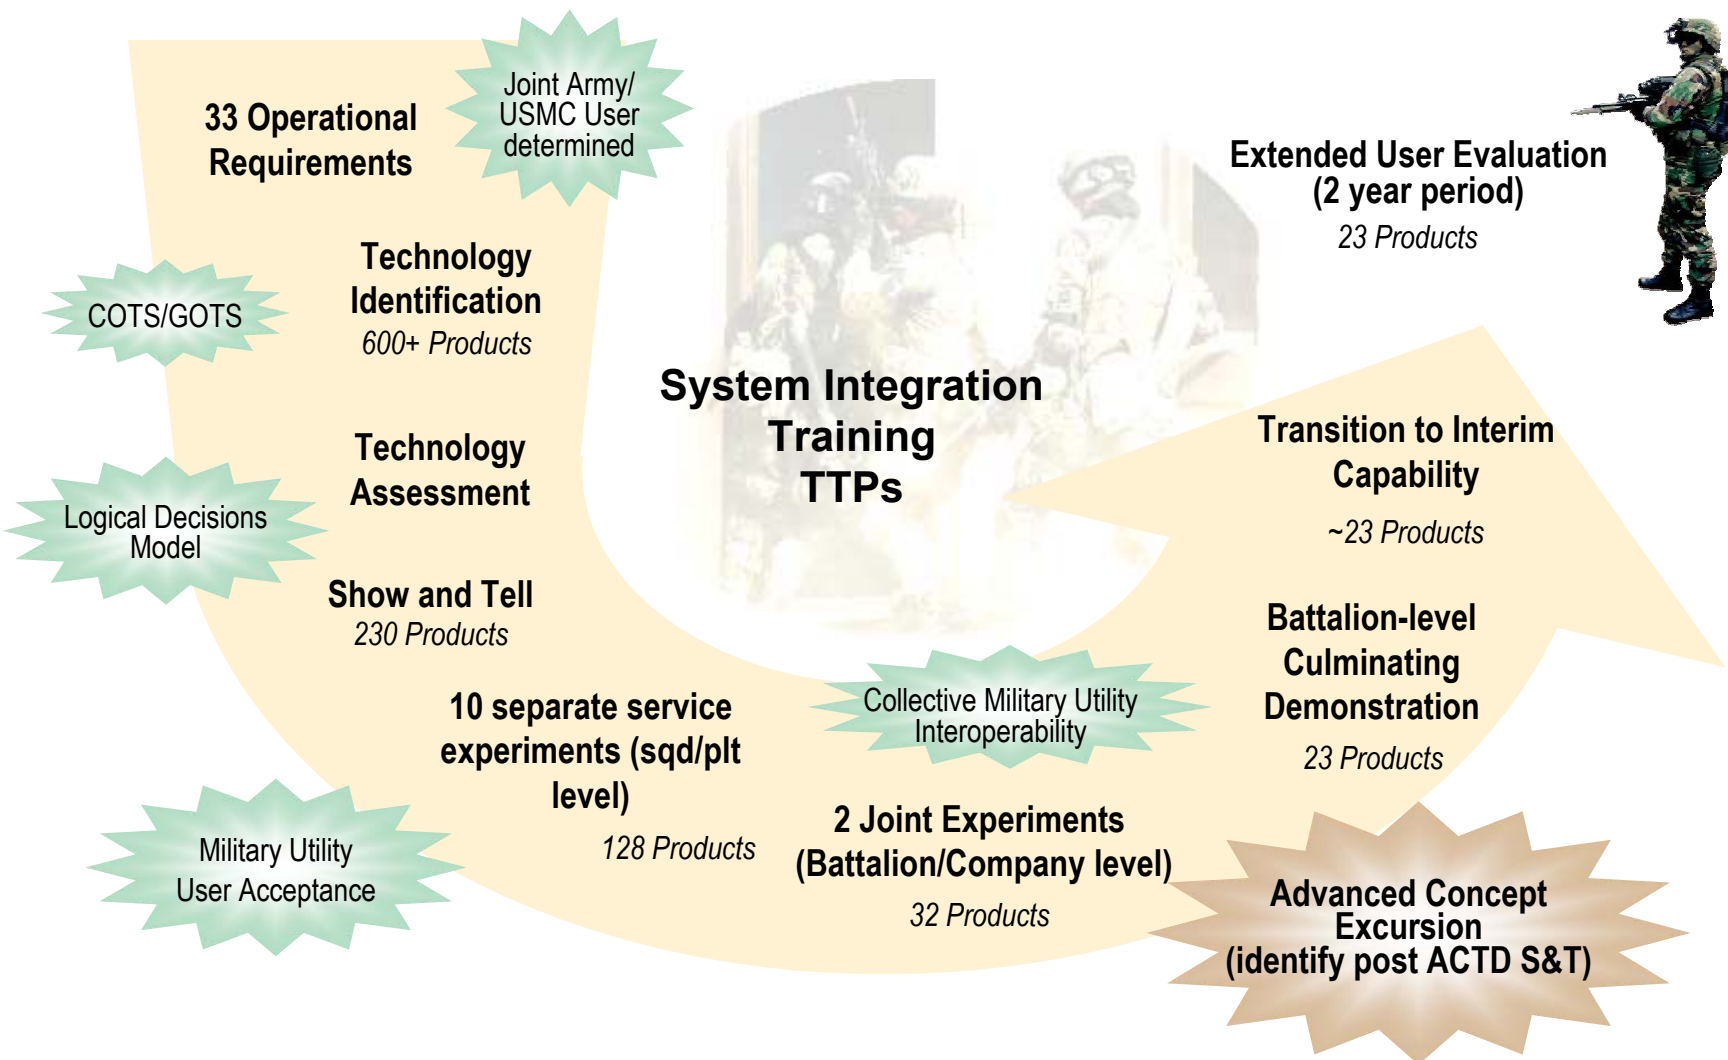 33 Operational
Requirements
Joint Army/
USMC User
determined
Technology
Identification
600+ Products
COTS/GOTS
Technology
Assessment
Logical Decisions
Model
Show and Tell
230 Products
10 separate service
experiments (sqd/plt
level)
128 Products
Military Utility
User Acceptance
System Integration
Training
TTPs
Collective Military Utility
Interoperability
2 Joint Experiments
(Battalion/Company level)
32 Products
Advanced Concept
Excursion
(identify post ACTD S&T)
Battalion-level
Culminating
Demonstration
23 Products
Transition to Interim
Capability
~23 Products
Extended User Evaluation
(2 year period)
23 Products